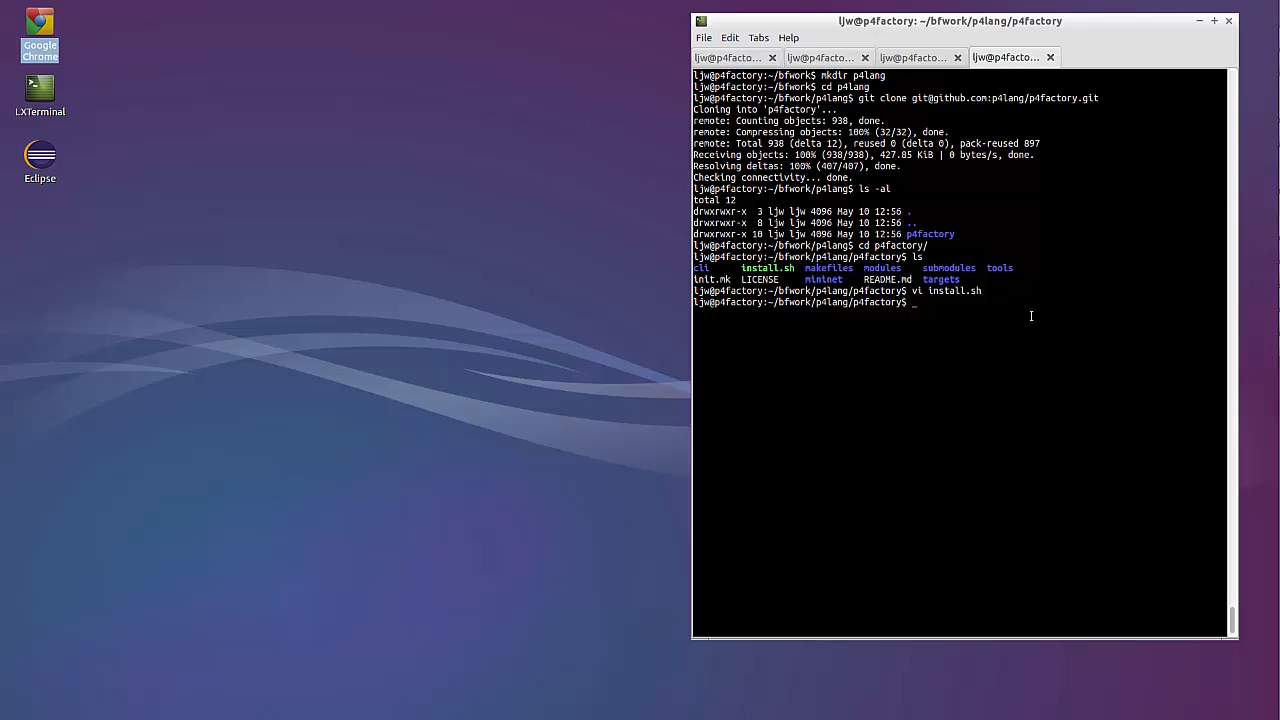 Google
Chrome
LXTerminal
Eclipse
ljw@p4factory: ~/bfwork/p4lang/p4factory
File Edit Tabs Help
ljw@p4facto... ljw@p4facto... ljw@p4facto... ljw@p4facto...
ljw@p4factory:~/bfwork$ mkdir p4lang
ljw@p4factory:~/bfwork$ cd p4lang
ljw@p4factory:~/bfwork/p4lang$ git clone git@github.com:p4lang/p4factory.git
Cloning into 'p4factory'...
remote: Counting objects: 938, done.
remote: Compressing objects: 100% (32/32), done.
remote: Total 938 (delta 12), reused 0 (delta 0), pack-reused 897
Receiving objects: 100% (938/938), 427.85 KiB | 0 bytes/s, done.
Resolving deltas: 100% (407/407), done.
Checking connectivity... done.
ljw@p4factory:~/bfwork/p4lang$ ls -al
total 12
drwxrwxr-x 3 ljw ljw 4096 May 10 12:56 .
drwxrwxr-x 8 ljw ljw 4096 May 10 12:56 ..
drwxrwxr-x 10 ljw ljw 4096 May 10 12:56 p4factory
ljw@p4factory:~/bfwork/p4lang$ cd p4factory/
ljw@p4factory:~/bfwork/p4lang/p4factory$ ls
cli install.sh makefiles modules submodules tools
init.mk LICENSE mininet README.md targets
ljw@p4factory:~/bfwork/p4lang/p4factory$ vi install.sh
ljw@p4factory:~/bfwork/p4lang/p4factory$ _